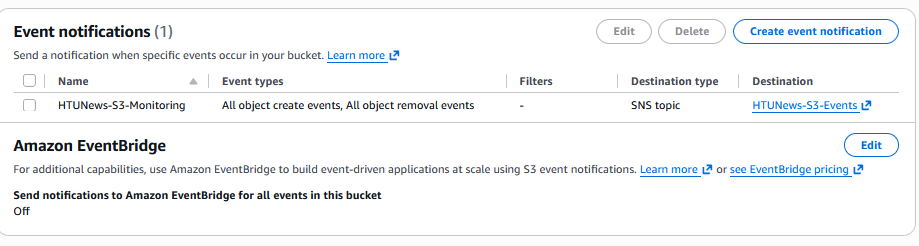 Event notifications (1)
Edit
Delete
Create event notification
Send a notification when specific events occur in your bucket. Learn more
Name
Event types
Filters
Destination type
Destination
HTUNews-S3-Monitoring
All object create events, All object removal events
-
SNS topic
HTUNews-S3-Events
Amazon EventBridge
Edit
For additional capabilities, use Amazon EventBridge to build event-driven applications at scale using S3 event notifications. Learn more or see EventBridge pricing
Send notifications to Amazon EventBridge for all events in this bucket
Off